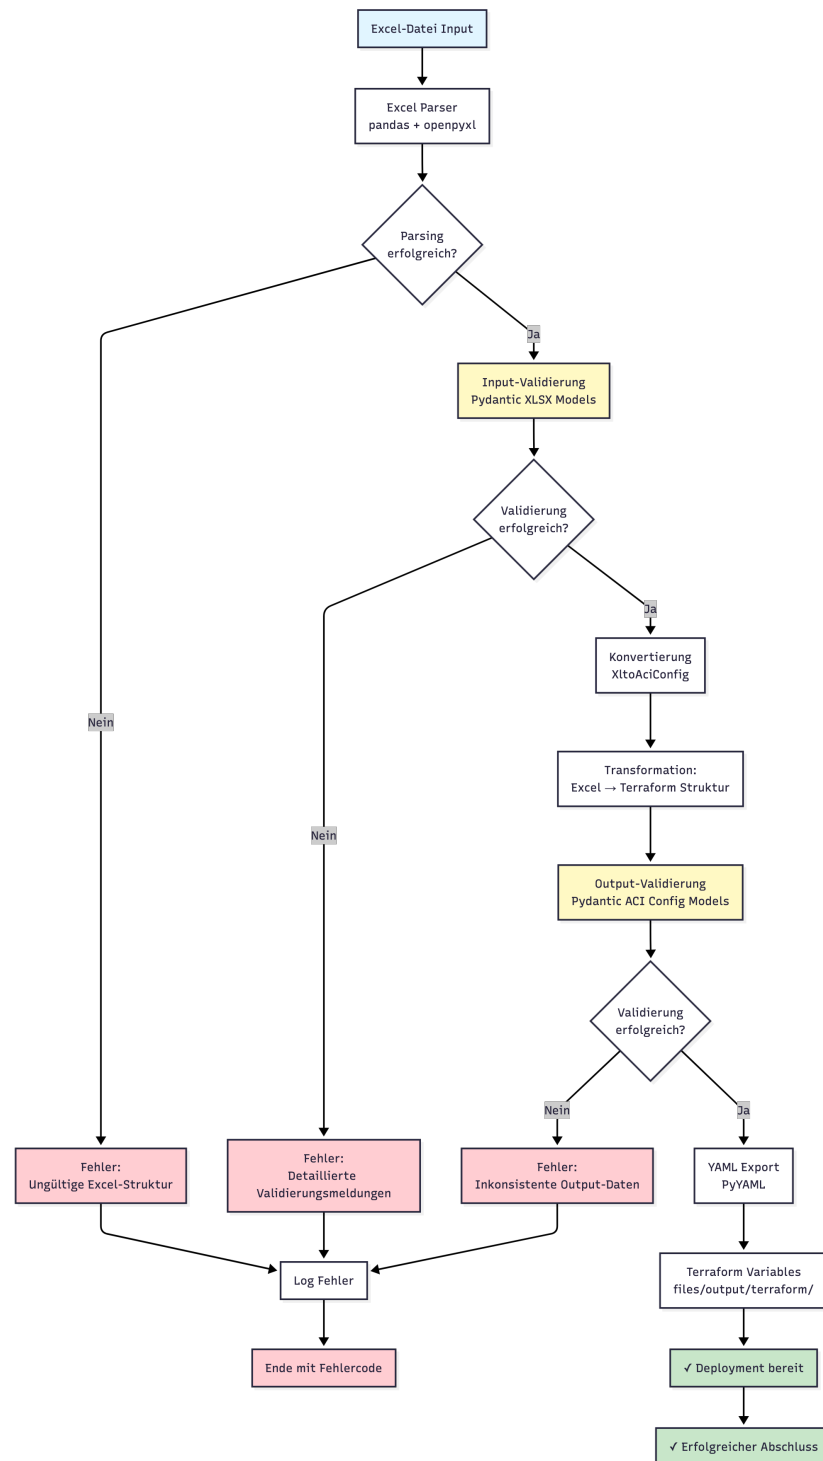 Excel-Datei Input
Excel Parser
pandas + openpyxl
Parsing
erfolgreich?
Ja
Input-Validierung
Pydantic XLSX Models
Validierung
erfolgreich?
Ja
Konvertierung
XltoAciConfig
Nein
Transformation:
Excel → Terraform Struktur
Nein
Output-Validierung
Pydantic ACI Config Models
Validierung
erfolgreich?
Nein
Ja
Fehler:
Ungültige Excel-Struktur
Fehler:
Detaillierte
Validierungsmeldungen
Fehler:
Inkonsistente Output-Daten
YAML Export
PyYAML
Log Fehler
Terraform Variables
files/output/terraform/
Ende mit Fehlercode
✓ Deployment bereit
✓ Erfolgreicher Abschluss